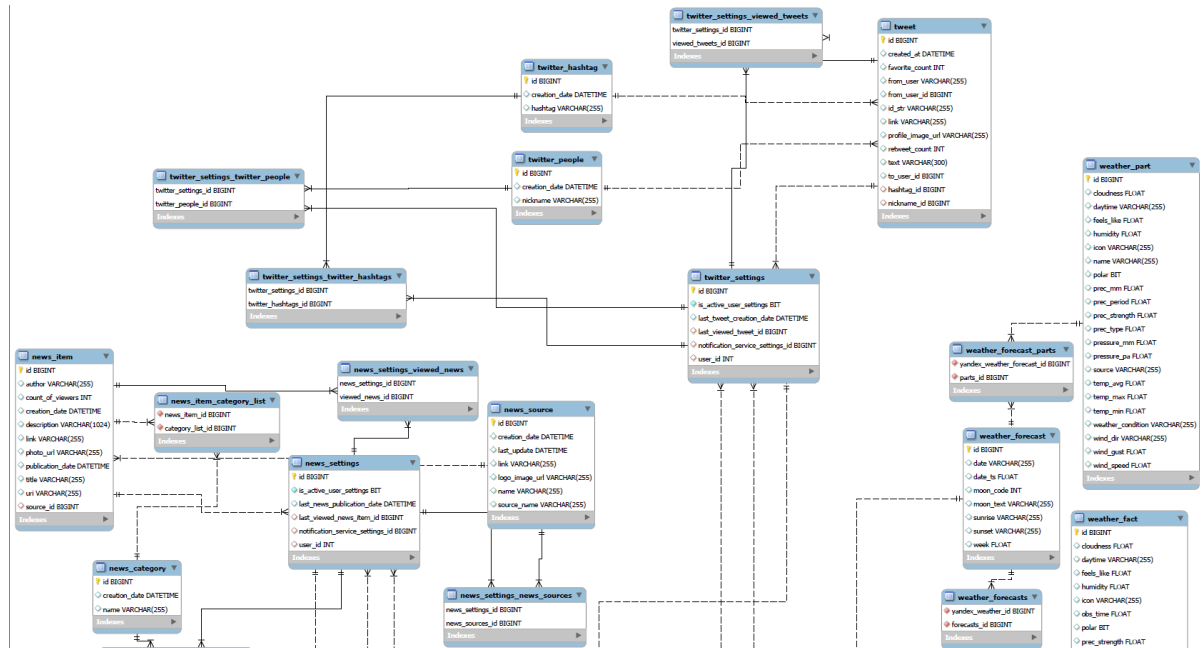 twitter_settings_viewed_tweets
twitter_settings_id BIGINT
viewed_tweets_id BIGINT
Indexes
tweet
id BIGINT
created_at DATETIME
favorite_count INT
from_user VARCHAR(255)
from_user_id BIGINT
id_str VARCHAR(255)
link VARCHAR(255)
profile_image_url VARCHAR(255)
retweet_count INT
text VARCHAR(300)
to_user_id BIGINT
hashtag_id BIGINT
nickname_id BIGINT
Indexes
twitter_hashtag
id BIGINT
creation_date DATETIME
hashtag VARCHAR(255)
Indexes
twitter_people
id BIGINT
creation_date DATETIME
nickname VARCHAR(255)
Indexes
twitter_settings_twitter_people
twitter_settings_id BIGINT
twitter_people_id BIGINT
Indexes
weather_part
id BIGINT
cloudness FLOAT
daytime VARCHAR(255)
feels_like FLOAT
humidity FLOAT
icon VARCHAR(255)
name VARCHAR(255)
polar BIT
prec_mm FLOAT
prec_period FLOAT
prec_strength FLOAT
prec_type FLOAT
pressure_mm FLOAT
pressure_pa FLOAT
source VARCHAR(255)
temp_avg FLOAT
temp_max FLOAT
temp_min FLOAT
weather_condition VARCHAR(255)
wind_dir VARCHAR(255)
wind_gust FLOAT
wind_speed FLOAT
Indexes
twitter_settings_twitter_hashtags
twitter_settings_id BIGINT
twitter_hashtags_id BIGINT
Indexes
twitter_settings
id BIGINT
is_active_user_settings BIT
last_tweet_creation_date DATETIME
last_viewed_tweet_id BIGINT
notification_service_settings_id BIGINT
user_id INT
Indexes
news_item
id BIGINT
author VARCHAR(255)
count_of_viewers INT
creation_date DATETIME
description VARCHAR(1024)
link VARCHAR(255)
photo_url VARCHAR(255)
publication_date DATETIME
title VARCHAR(255)
uri VARCHAR(255)
source_id BIGINT
Indexes
news_settings_viewed_news
news_settings_id BIGINT
viewed_news_id BIGINT
Indexes
weather_forecast_parts
yandex_weather_forecast_id BIGINT
parts_id BIGINT
Indexes
news_item_category_list
news_item_id BIGINT
category_list_id BIGINT
Indexes
news_source
id BIGINT
creation_date DATETIME
last_update DATETIME
link VARCHAR(255)
logo_image_url VARCHAR(255)
name VARCHAR(255)
source_name VARCHAR(255)
Indexes
news_settings
id BIGINT
is_active_user_settings BIT
last_news_publication_date DATETIME
last_viewed_news_item_id BIGINT
notification_service_settings_id BIGINT
user_id INT
Indexes
weather_forecast
id BIGINT
date VARCHAR(255)
date_ts FLOAT
moon_code INT
moon_text VARCHAR(255)
sunrise VARCHAR(255)
sunset VARCHAR(255)
week FLOAT
Indexes
weather_fact
id BIGINT
cloudness FLOAT
daytime VARCHAR(255)
feels_like FLOAT
humidity FLOAT
icon VARCHAR(255)
obs_time FLOAT
polar BIT
prec_strength FLOAT
news_category
id BIGINT
creation_date DATETIME
name VARCHAR(255)
Indexes
news_settings_news_sources
news_settings_id BIGINT
news_sources_id BIGINT
Indexes
weather_forecasts
yandex_weather_id BIGINT
forecasts_id BIGINT
Indexes